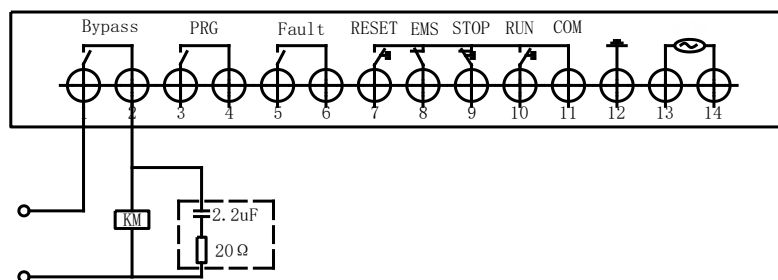 Bypass PRG Fault RESET EMS STOP RUN COM
1 2 3 4 5 6 7 8 9 10 11 12 13 14
KM 2.2uF
20Ω